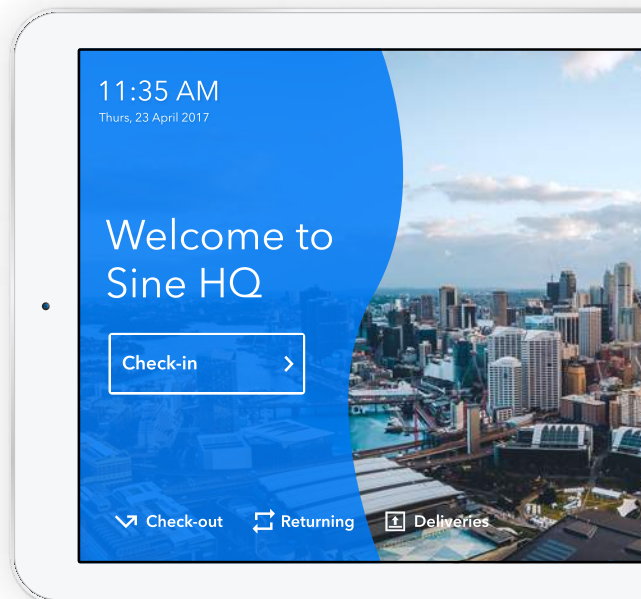 11:35 AM
Thurs, 23 April 2017
Welcome to
Sine HQ
Check-in
Check-out
Returning
Deliveries